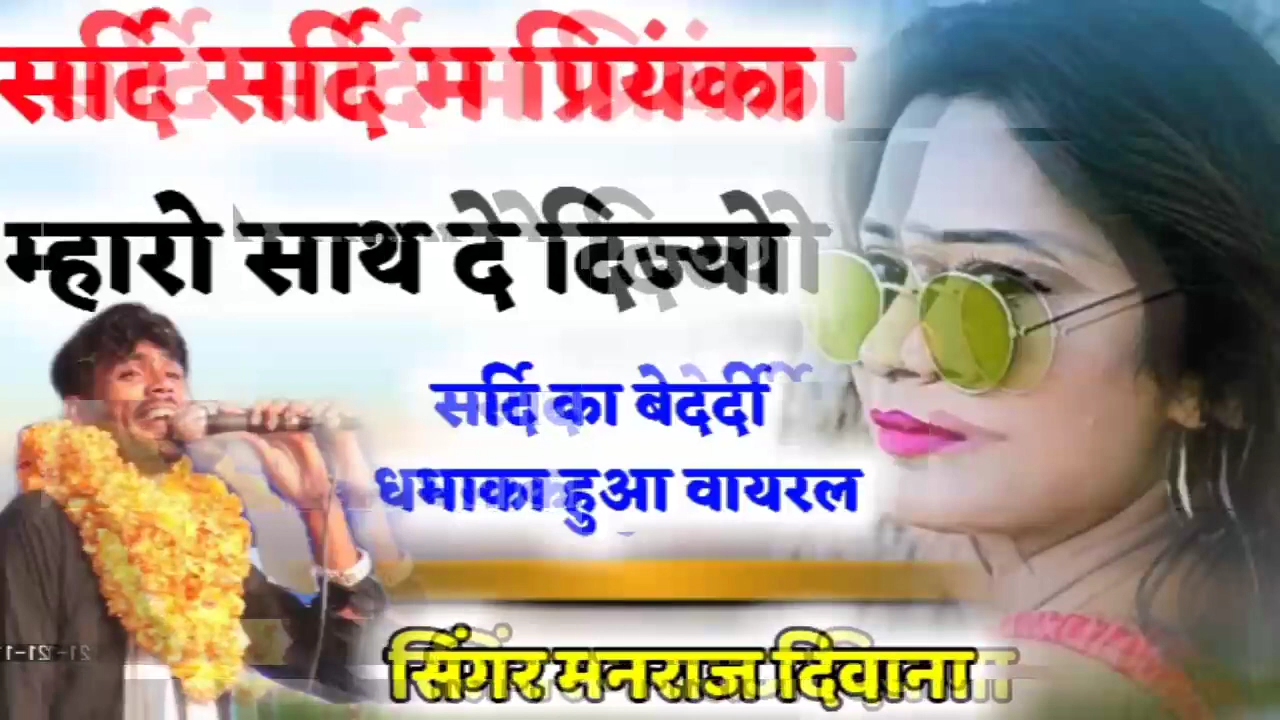 सर्दि सर्दि म प्रियंका
म्हारो साथ दे दिज्यो
सर्दि का बेदर्दी
धमाका हुआ वायरल
सिंगर मनराज दिवाना